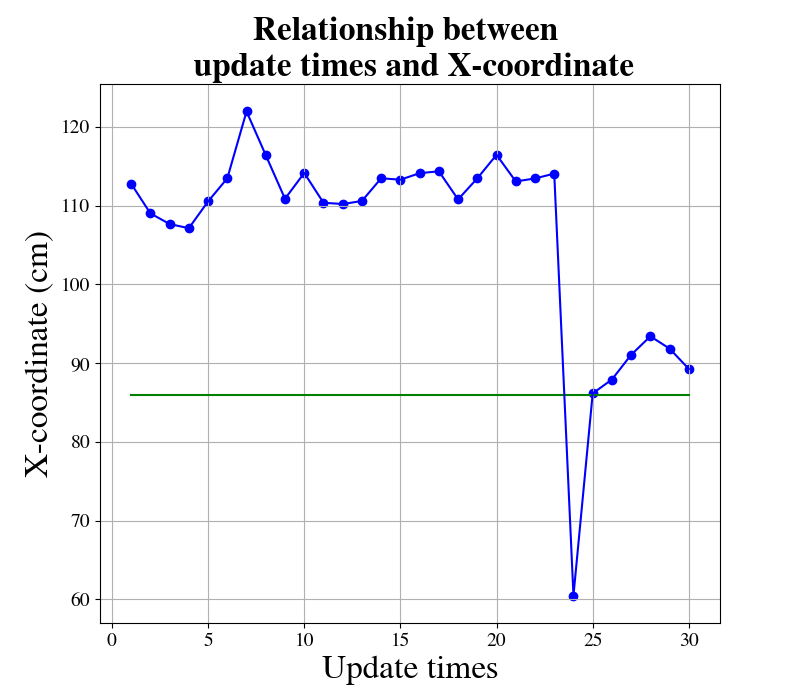 Relationship between
update times and X-coordinate
X-coordinate (cm)
120
110
100
90
80
70
60
0 5 10 15 20 25 30
Update times